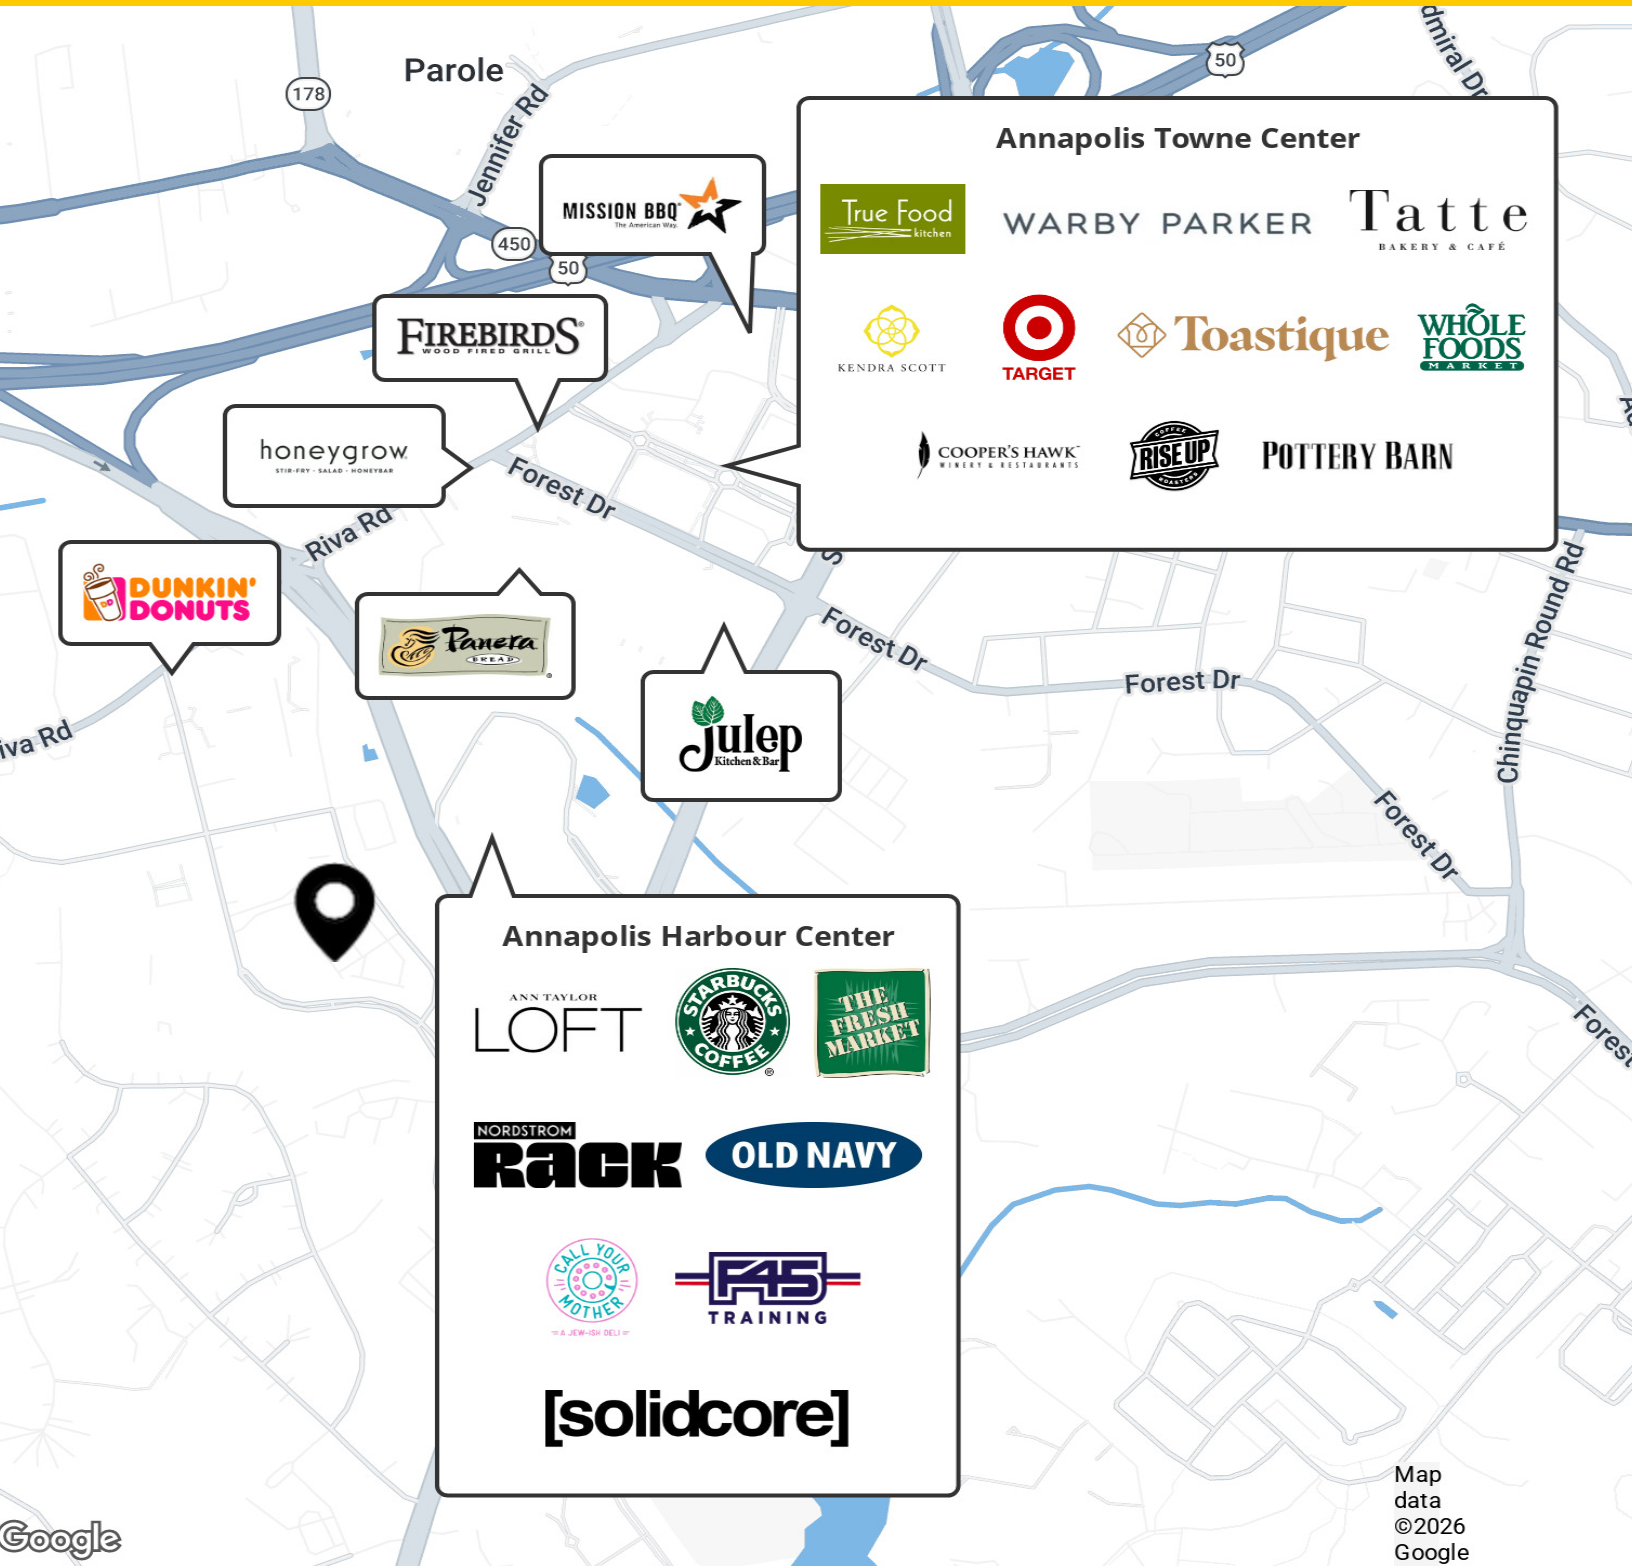 Parole
178
Jennifer Rd
450
50
50
Admiral Dr
MISSION BBQ
The American Way.
FIREBIRDS®
WOOD FIRED GRILL
honeygrow
STIR-FRY · SALAD · HONEYBAR
Riva Rd
Forest Dr
DUNKIN'
DONUTS
Panera
BREAD
®
julep
Kitchen & Bar
Riva Rd
Annapolis Towne Center
True Food
kitchen
WARBY PARKER
Tatte
BAKERY & CAFÉ
KENDRA SCOTT
TARGET
Toastique
WHOLE
FOODS
MARKET
COOPER'S HAWK™
WINERY & RESTAURANTS
COFFEE
RISE UP
ROASTERS
POTTERY BARN
Forest Dr
Forest Dr
Chinquapin Round Rd
Forest Dr
Forest
Annapolis Harbour Center
ANN TAYLOR
LOFT
STARBUCKS
COFFEE
®
THE
FRESH
MARKET
NORDSTROM
RACK
OLD NAVY
CALL YOUR
MOTHER
A JEW-ISH DELI
F45
TRAINING
[solidcore]
Google
Map
data
©2026
Google